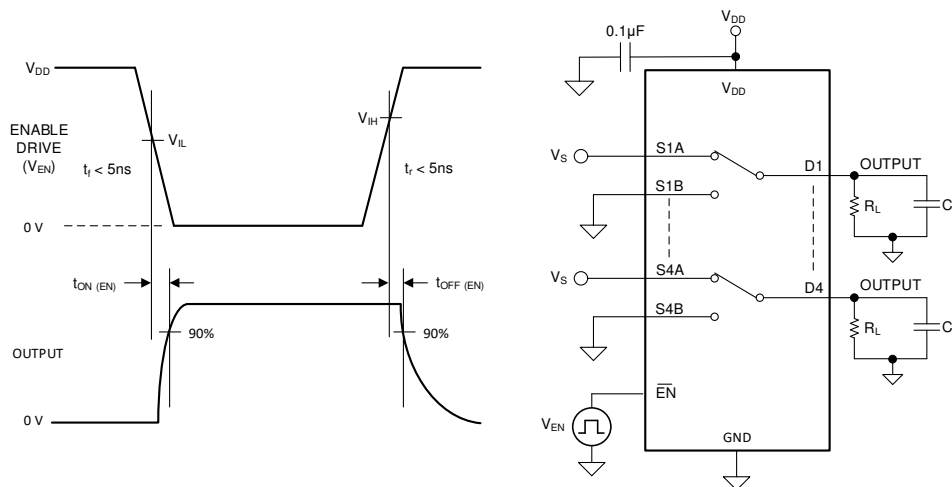 V_DD
ENABLE
DRIVE
(V_EN)
t_f < 5ns
V_IL
V_IH
t_r < 5ns
0 V
t_ON (EN)
t_OFF (EN)
90%
90%
OUTPUT
0 V
V_DD
0.1µF
V_DD
V_S
S1A
D1
OUTPUT
S1B
R_L
C
V_S
S4A
D4
OUTPUT
S4B
R_L
C
E̅N̅
V_EN
GND